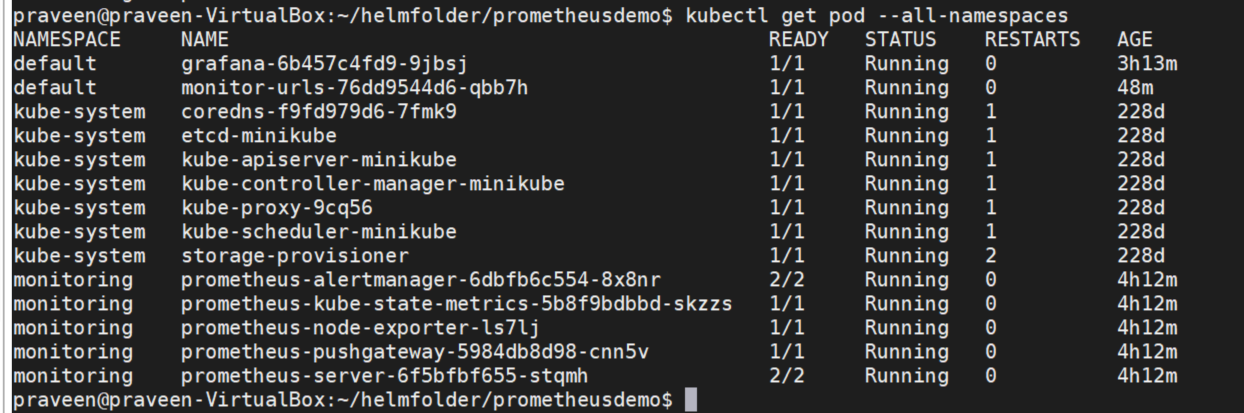 praveen@praveen-VirtualBox:~/helmfolder/prometheusdemo$ kubectl get pod --all-namespaces
NAMESPACE     NAME                                             READY   STATUS    RESTARTS   AGE
default       grafana-6b457c4fd9-9jbsj                         1/1     Running   0          3h13m
default       monitor-urls-76dd9544d6-qbb7h                    1/1     Running   0          48m
kube-system   coredns-f9fd979d6-7fmk9                          1/1     Running   1          228d
kube-system   etcd-minikube                                    1/1     Running   1          228d
kube-system   kube-apiserver-minikube                          1/1     Running   1          228d
kube-system   kube-controller-manager-minikube                 1/1     Running   1          228d
kube-system   kube-proxy-9cq56                                 1/1     Running   1          228d
kube-system   kube-scheduler-minikube                          1/1     Running   1          228d
kube-system   storage-provisioner                              1/1     Running   2          228d
monitoring    prometheus-alertmanager-6dbfb6c554-8x8nr         2/2     Running   0          4h12m
monitoring    prometheus-kube-state-metrics-5b8f9bdbbd-skzzs   1/1     Running   0          4h12m
monitoring    prometheus-node-exporter-ls7lj                   1/1     Running   0          4h12m
monitoring    prometheus-pushgateway-5984db8d98-cnn5v          1/1     Running   0          4h12m
monitoring    prometheus-server-6f5bfbf655-stqmh               2/2     Running   0          4h12m
praveen@praveen-VirtualBox:~/helmfolder/prometheusdemo$